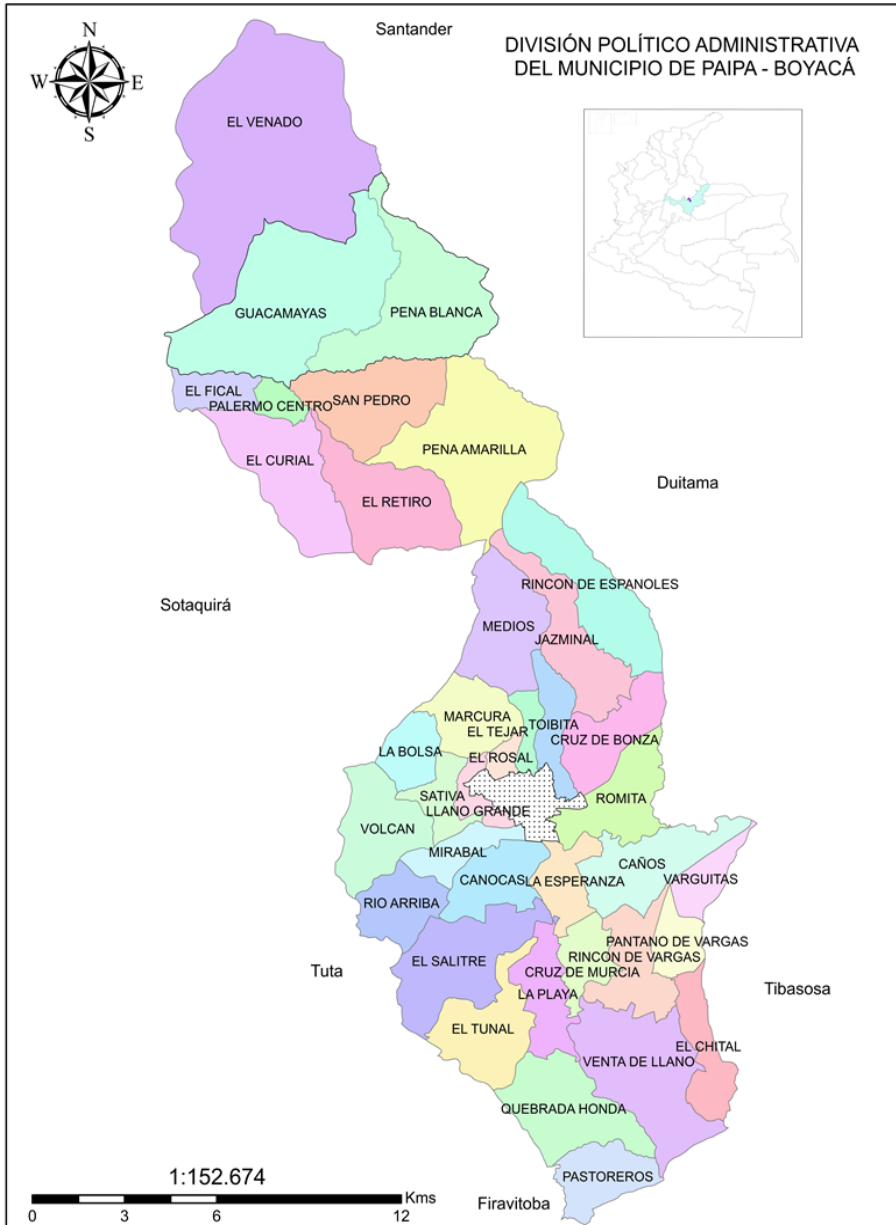 Santander
DIVISIÓN POLÍTICO ADMINISTRATIVA
DEL MUNICIPIO DE PAIPA - BOYACÁ
N
W E
S
EL VENADO
GUACAMAYAS
PENA BLANCA
EL FICAL
PALERMO CENTRO
SAN PEDRO
EL CURIAL
PENA AMARILLA
EL RETIRO
Duitama
Sotaquirá
RINCON DE ESPANOLES
MEDIOS
JAZMINAL
MARCURA
EL TEJAR
TOIBITA
CRUZ DE BONZA
LA BOLSA
EL ROSAL
SATIVA
LLANO GRANDE
ROMITA
VOLCAN
MIRABAL
CAÑOS
CANOCAS
LA ESPERANZA
VARGUITAS
RIO ARRIBA
PANTANO DE VARGAS
RINCON DE VARGAS
EL SALITRE
CRUZ DE MURCIA
Tuta
LA PLAYA
Tibasosa
EL TUNAL
EL CHITAL
VENTA DE LLANO
QUEBRADA HONDA
PASTOREROS
Firavitoba
1:152.674
Kms
0 3 6 12